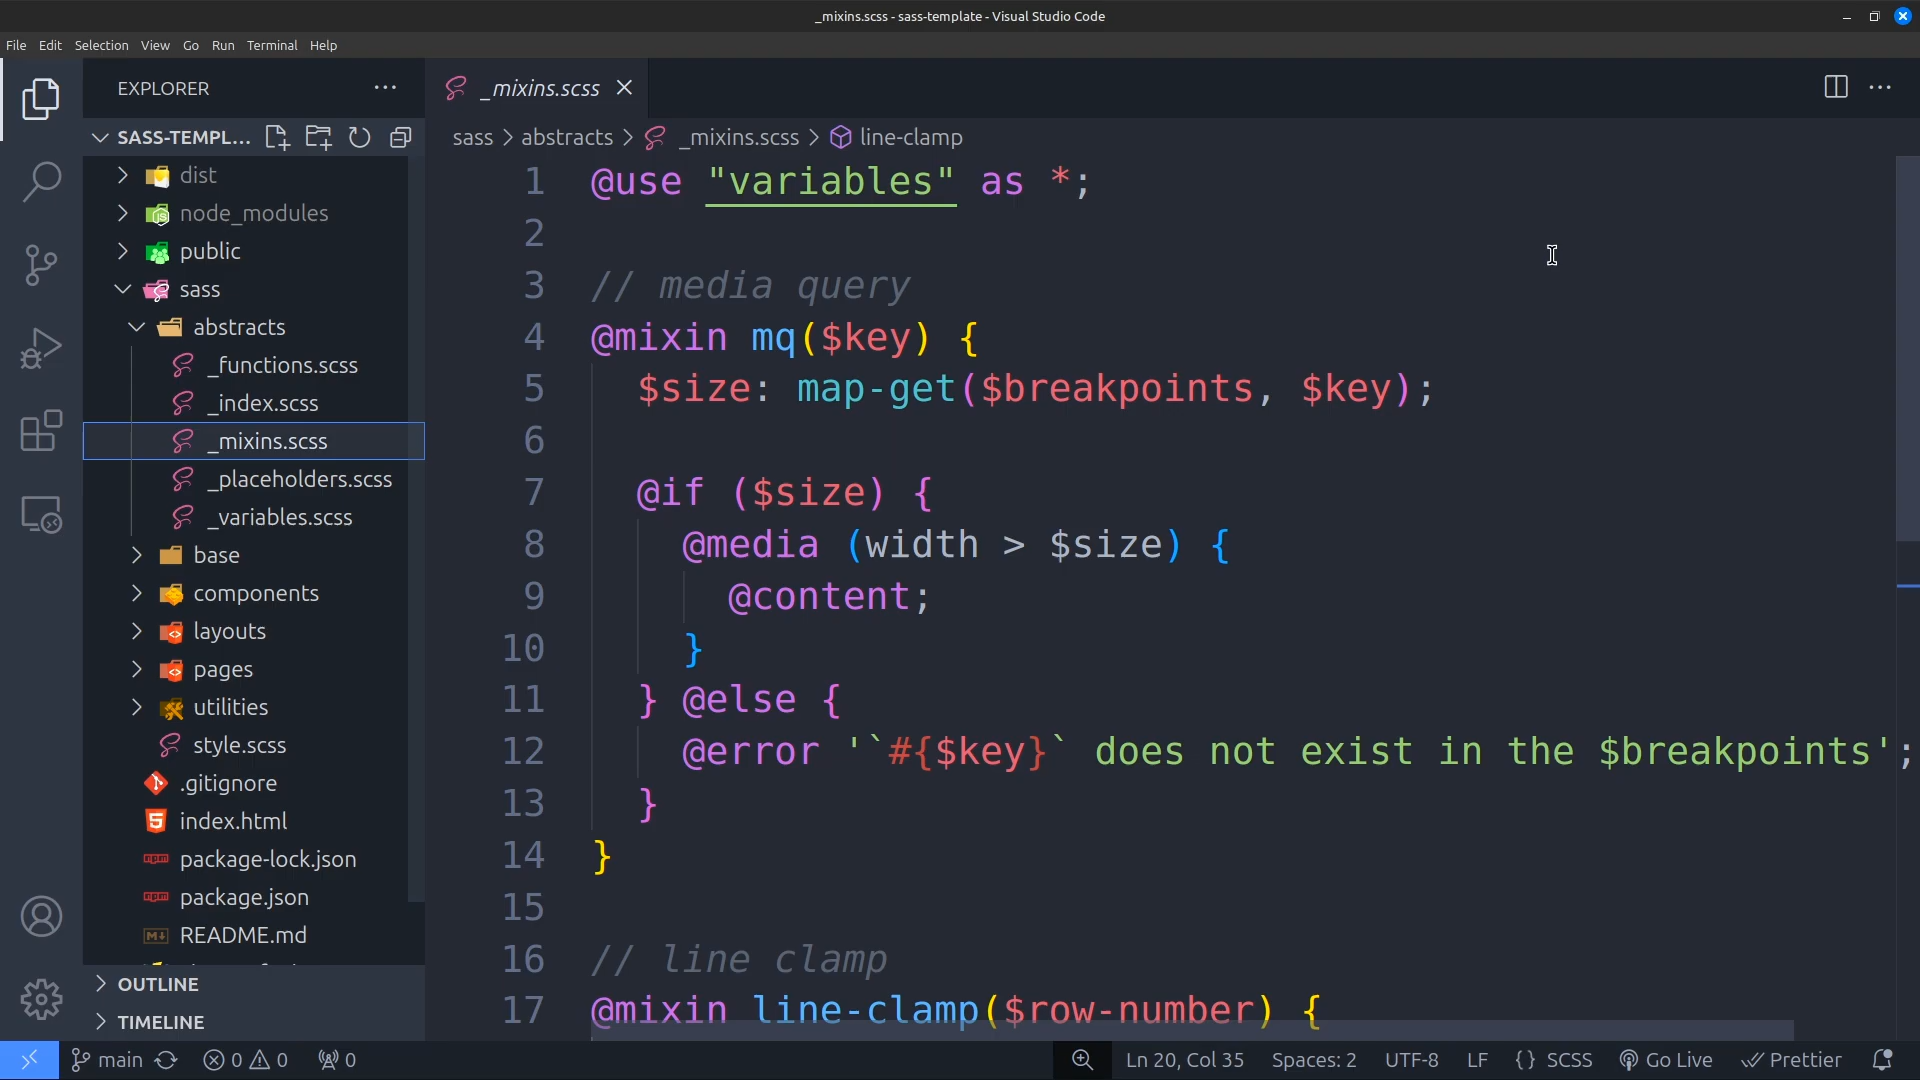 _mixins.scss - sass-template - Visual Studio Code
File Edit Selection View Go Run Terminal Help
EXPLORER
SASS-TEMPL...
dist
node_modules
public
sass
abstracts
_functions.scss
_index.scss
_mixins.scss
_placeholders.scss
_variables.scss
base
components
layouts
pages
utilities
style.scss
.gitignore
index.html
package-lock.json
package.json
README.md
OUTLINE
TIMELINE
_mixins.scss
sass > abstracts > _mixins.scss > line-clamp
1 @use "variables" as *;
2
3 // media query
4 @mixin mq($key) {
5 $size: map-get($breakpoints, $key);
6
7 @if ($size) {
8 @media (width > $size) {
9 @content;
10 }
11 } @else {
12 @error '`#{$key}` does not exist in the $breakpoints';
13 }
14 }
15
16 // line clamp
17 @mixin line-clamp($row-number) {
main 0 0 0 Ln 20, Col 35 Spaces: 2 UTF-8 LF {} SCSS Go Live Prettier